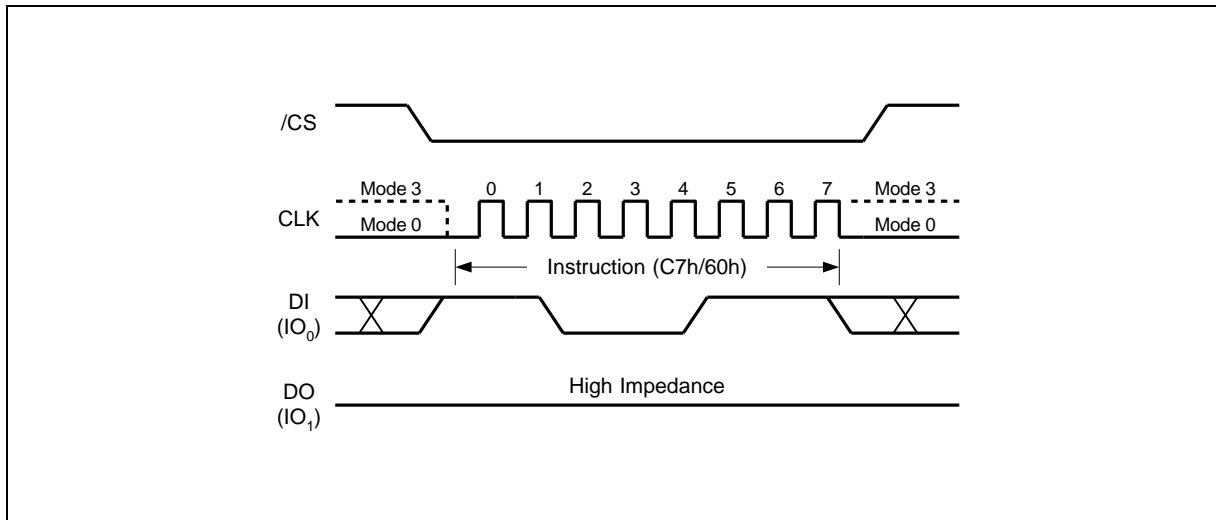 /CS
Mode 3 0 1 2 3 4 5 6 7 Mode 3
CLK
Mode 0 Mode 0
Instruction (C7h/60h)
DI
(IO0)
High Impedance
DO
(IO1)